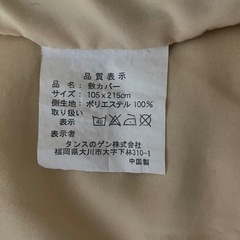 品質表示
品名：敷カバー
サイズ：105×215cm
側生地：ポリエステル100%
取り扱い
表示
表示者
タンスのゲン株式会社
福岡県大川市大字下林310-1
中国製